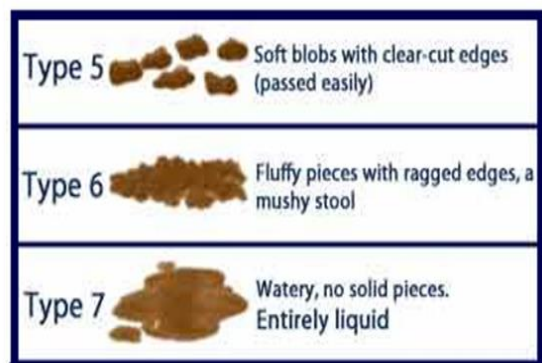 Type 5
Soft blobs with clear-cut edges
(passed easily)
Type 6
Fluffy pieces with ragged edges, a
mushy stool
Type 7
Watery, no solid pieces.
Entirely liquid